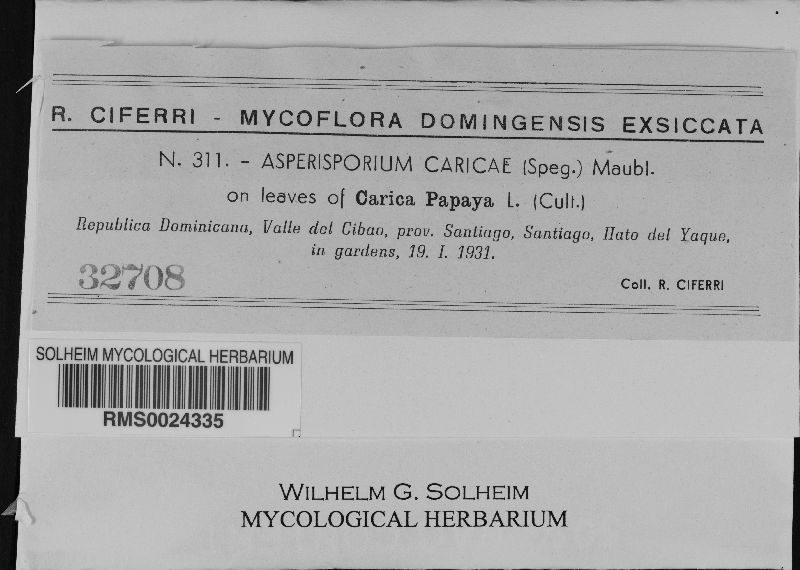 R. CIFERRI - MYCOFLORA DOMINGENSIS EXSICCATA
N. 311. - ASPERISPORIUM CARICAE (Speg.) Maubl.
on leaves of Carica Papaya L. (Cult.)
Republica Dominicana, Valle del Cibao, prov. Santiago, Santiago, Hato del Yaque,
in gardens, 19. I. 1931.
32708
Coll. R. CIFERRI
SOLHEIM MYCOLOGICAL HERBARIUM
RMS0024335
WILHELM G. SOLHEIM
MYCOLOGICAL HERBARIUM